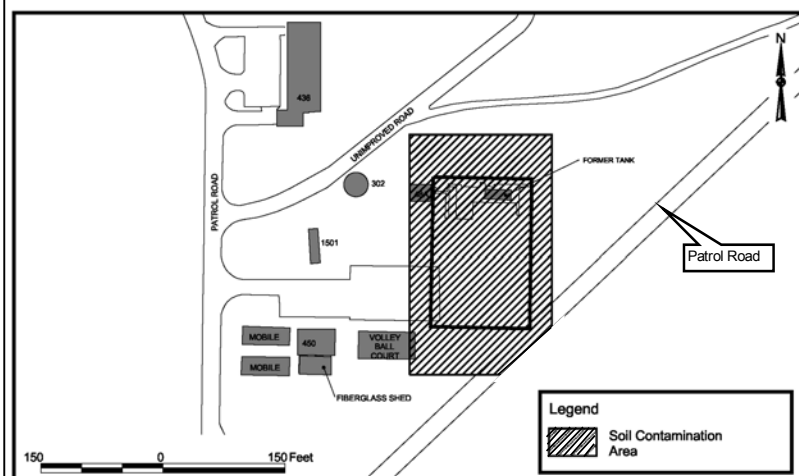 N
436
UNIMPROVED ROAD
FORMER TANK
302
PATROL ROAD
1501
Patrol Road
MOBILE
450
VOLLEY
BALL
COURT
MOBILE
FIBERGLASS SHED
Legend
Soil Contamination
Area
150 0 150 Feet